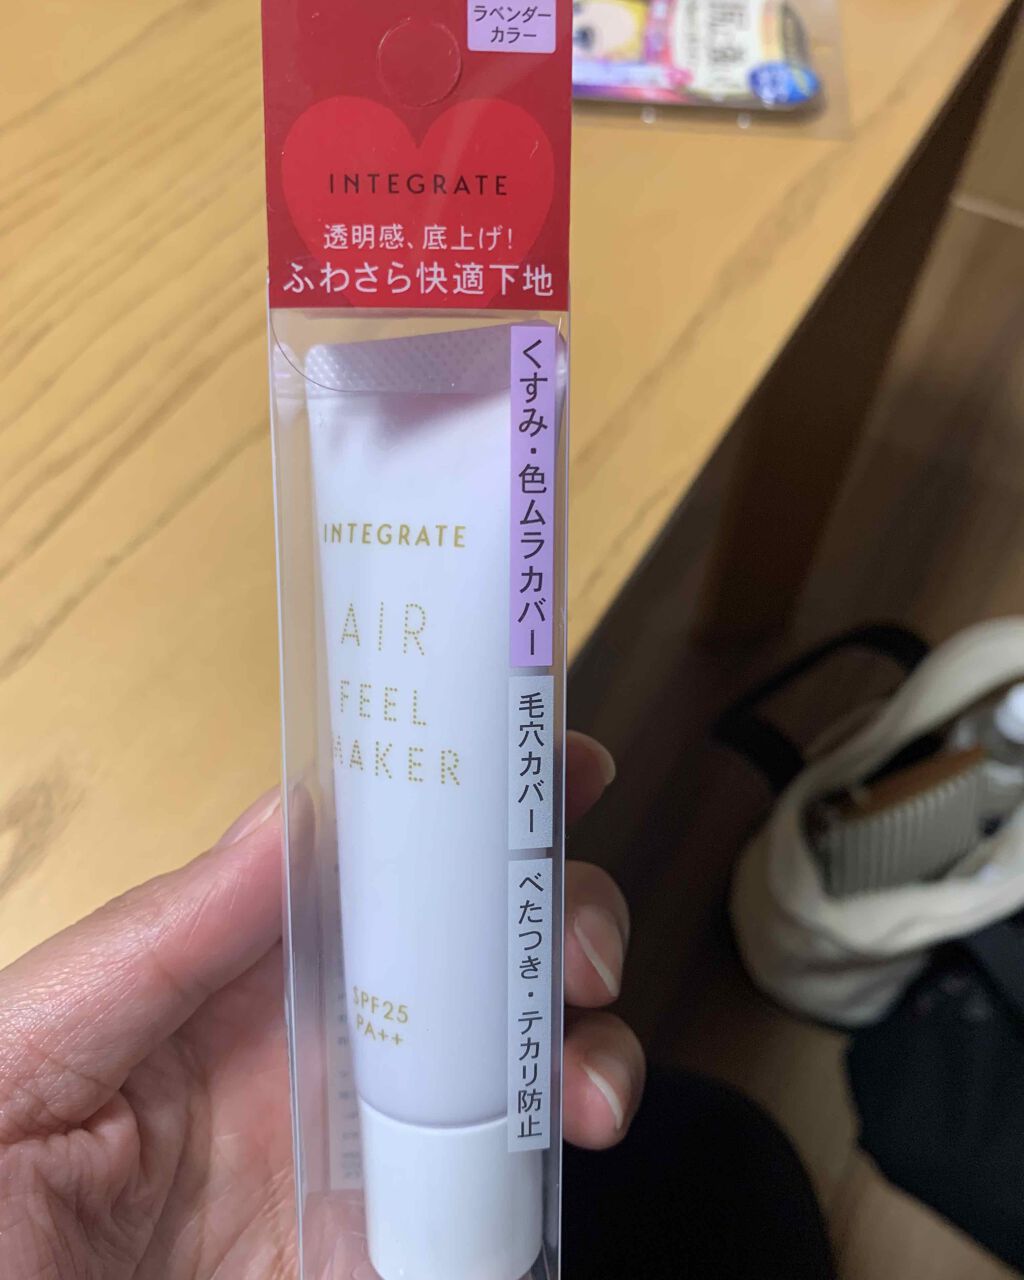 ラベンダー
カラー
INTEGRATE
透明感、底上げ!
ふわさら快適下地
くすみ・色ムラカバー
毛穴カバー
べたつき・テカリ防止
INTEGRATE
AIR
FEEL
MAKER
SPF25
PA++